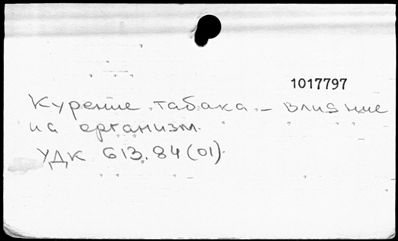 1017797
Курение табака - влияние
на организм.
УДК 613.84(01).